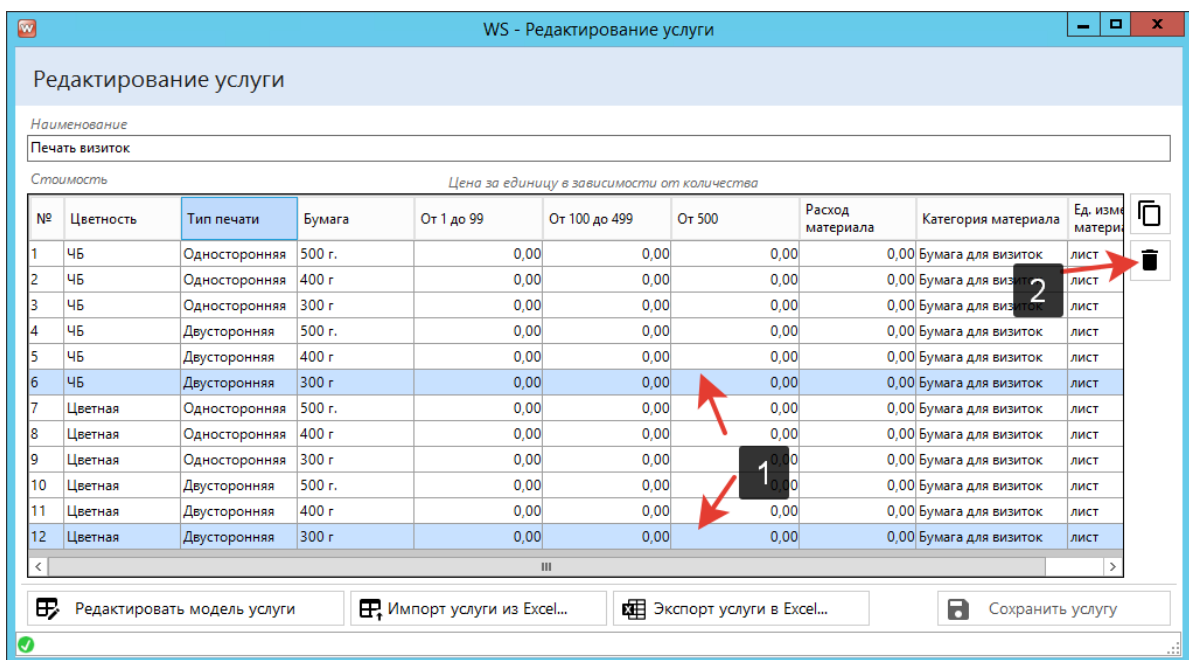 WS - Редактирование услуги
Редактирование услуги
Наименование
Печать визиток
Стоимость Цена за единицу в зависимости от количества
№ Цветность Тип печати Бумага От 1 до 99 От 100 до 499 От 500 Расход материала Категория материала Ед. изме материа
1 ЧБ Односторонняя 500 г. 0,00 0,00 0,00 0,00 Бумага для визиток лист
2 ЧБ Односторонняя 400 г 0,00 0,00 0,00 0,00 Бумага для визиток лист
3 ЧБ Односторонняя 300 г 0,00 0,00 0,00 0,00 Бумага для визиток лист
4 ЧБ Двусторонняя 500 г. 0,00 0,00 0,00 0,00 Бумага для визиток лист
5 ЧБ Двусторонняя 400 г 0,00 0,00 0,00 0,00 Бумага для визиток лист
6 ЧБ Двусторонняя 300 г 0,00 0,00 0,00 0,00 Бумага для визиток лист
7 Цветная Односторонняя 500 г. 0,00 0,00 0,00 0,00 Бумага для визиток лист
8 Цветная Односторонняя 400 г 0,00 0,00 0,00 0,00 Бумага для визиток лист
9 Цветная Односторонняя 300 г 0,00 0,00 0,00 0,00 Бумага для визиток лист
10 Цветная Двусторонняя 500 г. 0,00 0,00 0,00 0,00 Бумага для визиток лист
11 Цветная Двусторонняя 400 г 0,00 0,00 0,00 0,00 Бумага для визиток лист
12 Цветная Двусторонняя 300 г 0,00 0,00 0,00 0,00 Бумага для визиток лист
2
1
Редактировать модель услуги Импорт услуги из Excel... Экспорт услуги в Excel... Сохранить услугу